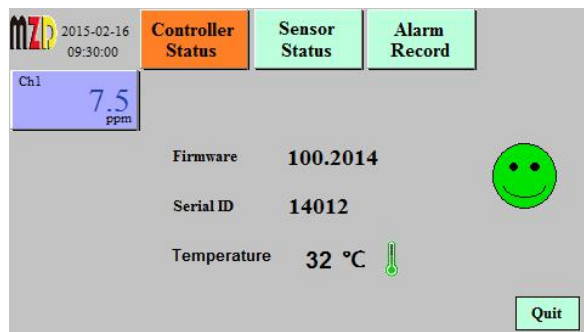 MZD
2015-02-16
09:30:00
Controller
Status
Sensor
Status
Alarm
Record
Ch1
7.5
ppm
Firmware 100.2014
Serial ID 14012
Temperature 32 ℃
Quit